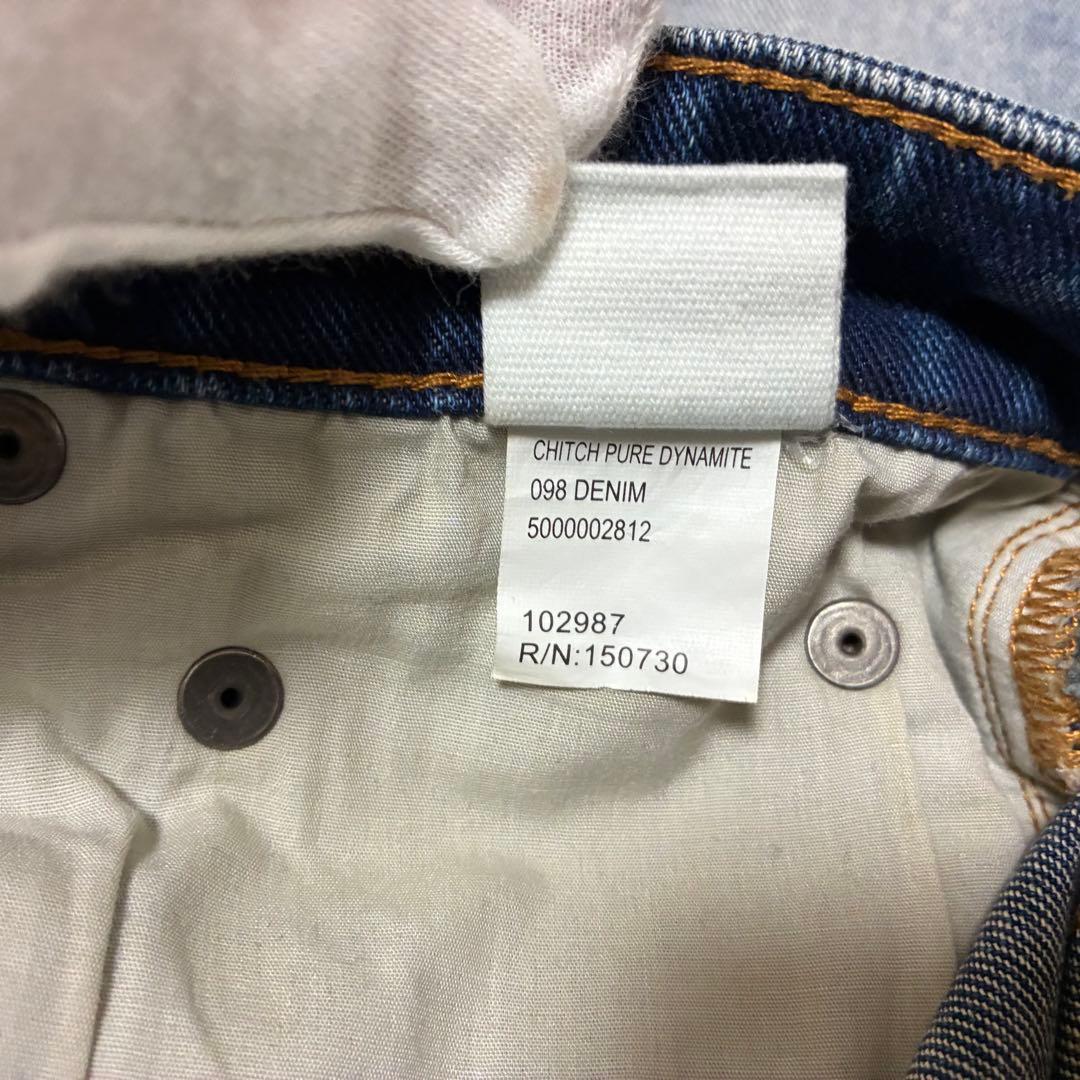 CHITCH PURE DYNAMITE
098 DENIM
5000002812
102987
R/N:150730